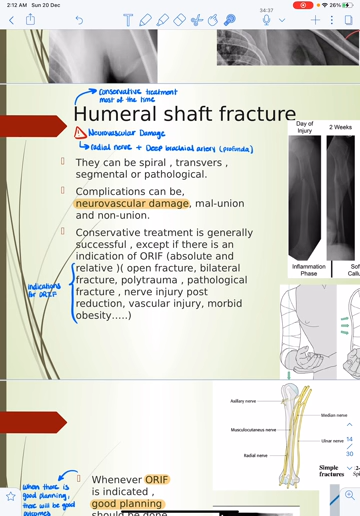 2:12 AM Sun 20 Dec
26%
34:37
→ Conservative treatment
most of the time
Humeral shaft fracture
Neurovascular Damage
↳ radial nerve + Deep brachial artery (profunda)
They can be spiral , transvers ,
segmental or pathological.
Complications can be,
neurovascular damage, mal-union
and non-union.
Conservative treatment is generally
successful , except if there is an
indication of ORIF (absolute and
relative )( open fracture, bilateral
fracture, polytrauma , pathological
fracture , nerve injury post
reduction, vascular injury, morbid
obesity.....)
indications
for ORIF
Day of
Injury
2 Weeks
Inflammation
Phase
Sof
Callu
Axillary nerve
Median nerve
Musculocutaneous nerve
Ulnar nerve
Radial nerve
14
30
Simple
fractures
when there is
good planning,
there will be good
outcomes
Whenever ORIF
is indicated ,
good planning
should be done